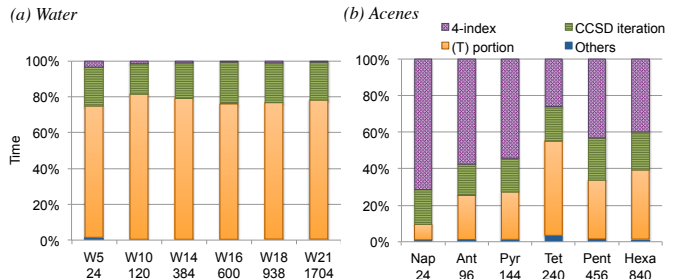 (a) Water
(b) Acenes
4-index
CCSD iteration
(T) portion
Others
100%
80%
60%
40%
20%
0%
Time
W5 W10 W14 W16 W18 W21
24 120 384 600 938 1704
100%
80%
60%
40%
20%
0%
Nap Ant Pyr Tet Pent Hexa
24 96 144 240 456 840